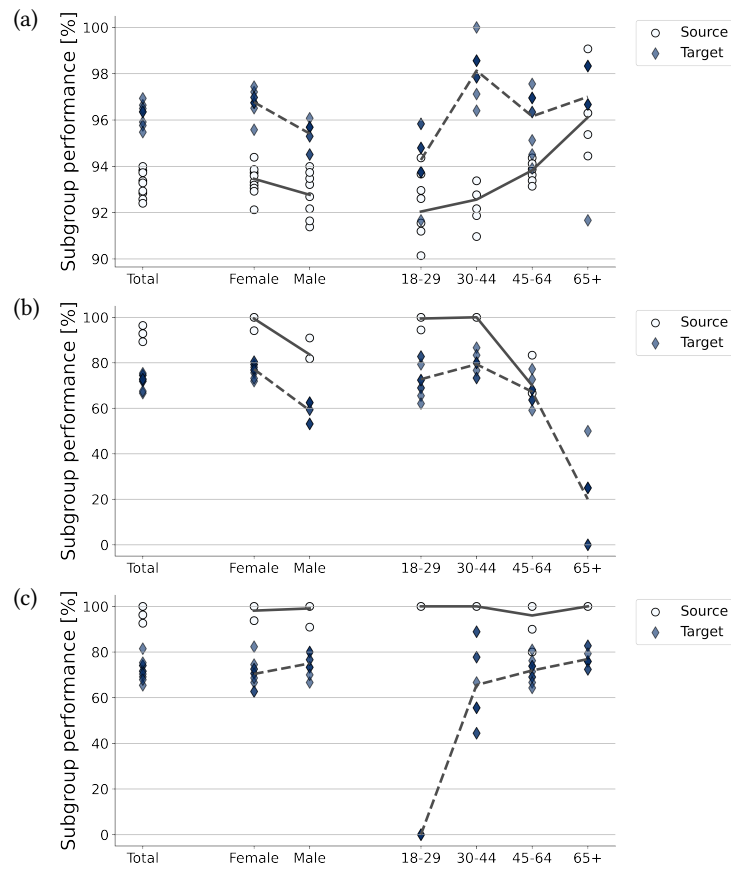 (a)
Subgroup performance [%]
100
98
96
94
92
90
Total
Female
Male
18-29
30-44
45-64
65+
Source
Target
(b)
Subgroup performance [%]
100
80
60
40
20
0
Total
Female
Male
18-29
30-44
45-64
65+
Source
Target
(c)
Subgroup performance [%]
100
80
60
40
20
0
Total
Female
Male
18-29
30-44
45-64
65+
Source
Target